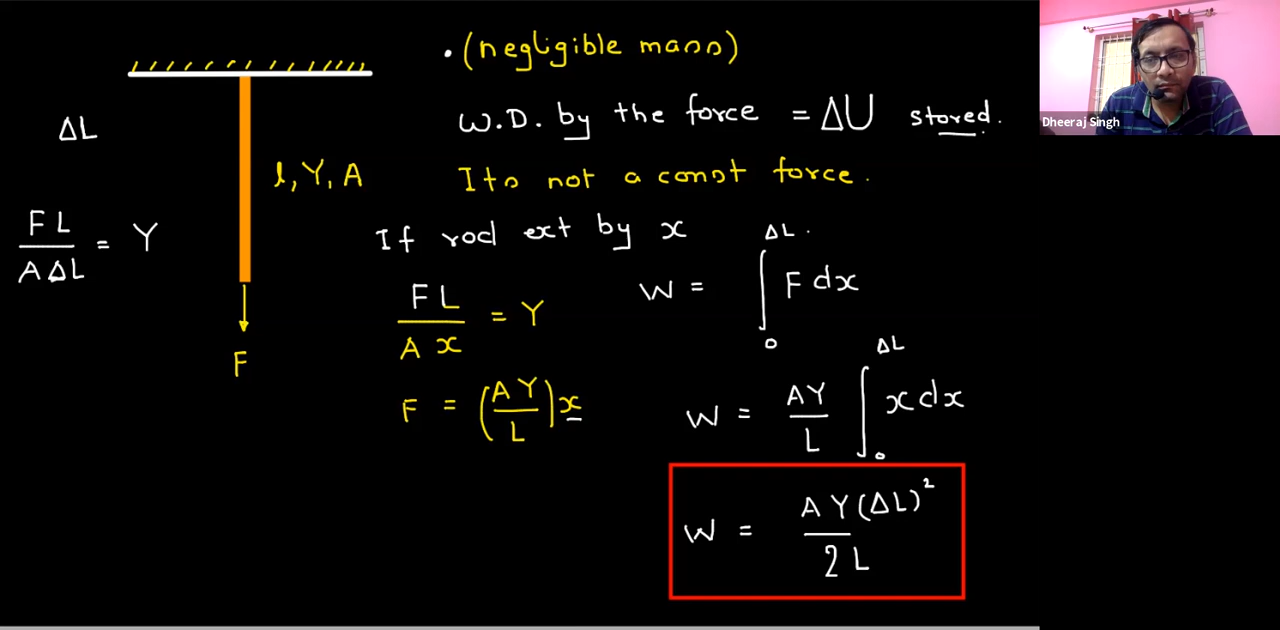 • (negligible mass)
W.D. by the force = ΔU stored.
Its not a const force.
ΔL
l, Y, A
F
FL / AΔL = Y
If rod ext by x
FL / A x = Y
F = (AY / L) x
W = ∫₀^ΔL F dx
W = AY / L ∫₀^ΔL x dx
W = AY(ΔL)² / 2L
Dheeraj Singh